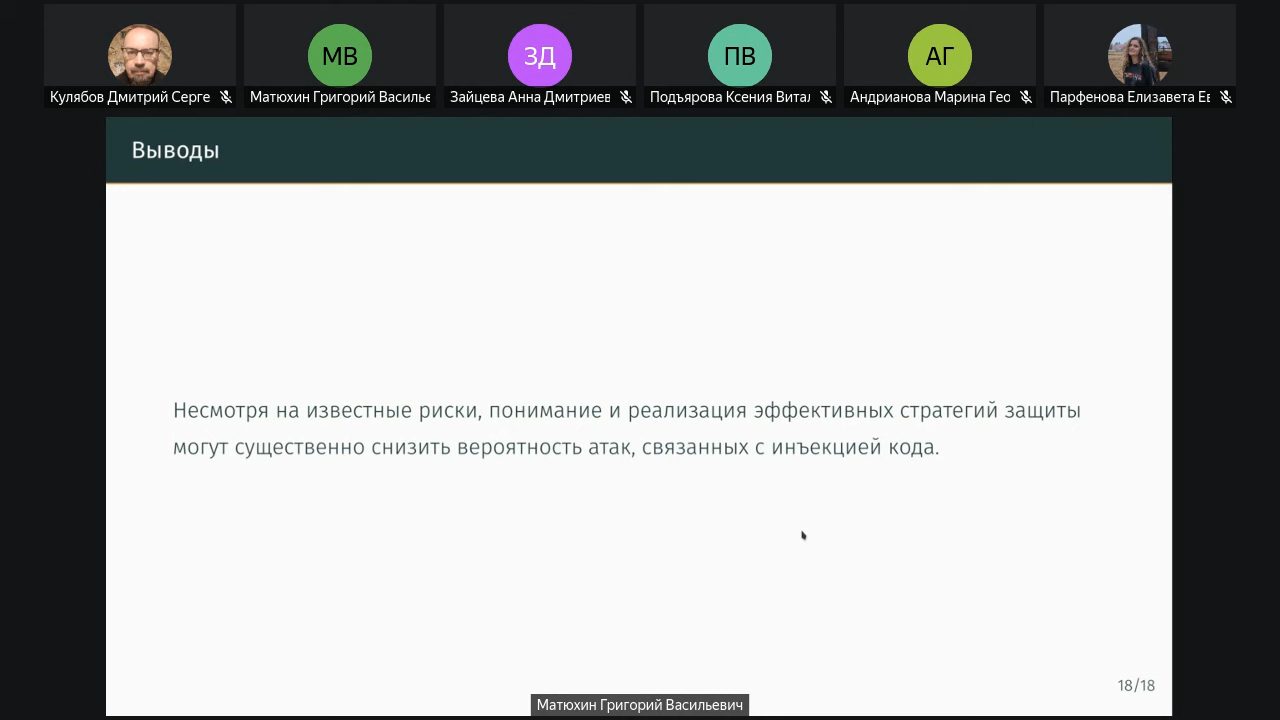 МВ
ЗД
ПВ
АГ
Кулябов Дмитрий Серге
Матюхин Григорий Василье
Зайцева Анна Дмитриев
Подъярова Ксения Витал
Андрианова Марина Гео
Парфенова Елизавета Ев
Выводы
Несмотря на известные риски, понимание и реализация эффективных стратегий защиты
могут существенно снизить вероятность атак, связанных с инъекцией кода.
18/18
Матюхин Григорий Васильевич